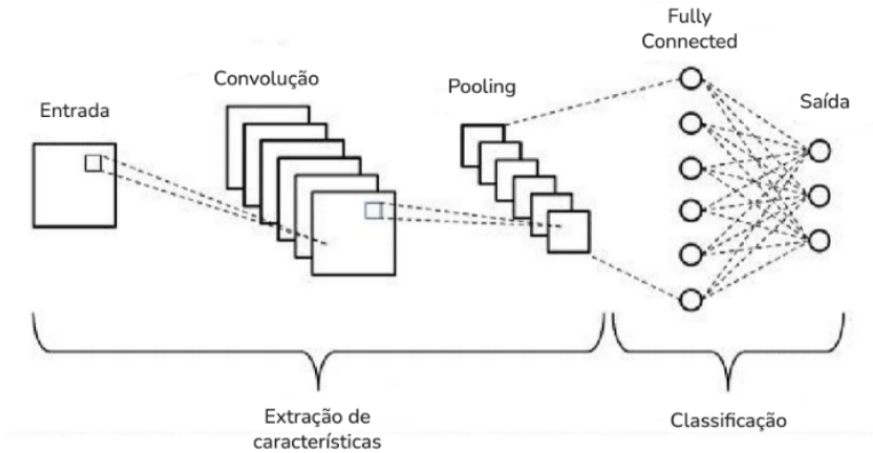 Fully
Connected
Convolução
Pooling
Entrada
Saída
Extração de
características
Classificação